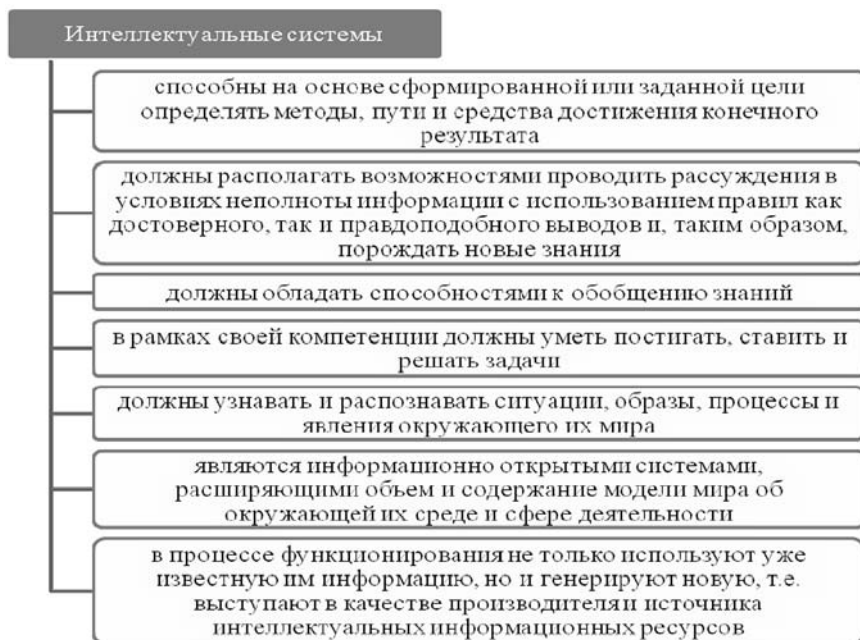 Интеллектуальные системы
способны на основе сформированной или заданной цели
определять методы, пути и средства достижения конечного
результата
должны располагать возможностями проводить рассуждения в
условиях неполноты информации с использованием правил как
достоверного, так и правдоподобного выводов и, таким образом,
порождать новые знания
должны обладать способностями к обобщению знаний
в рамках своей компетенции должны уметь постигать, ставить и
решать задачи
должны узнавать и распознавать ситуации, образы, процессы и
явления окружающего их мира
являются информационно открытыми системами,
расширяющими объем и содержание модели мира об
окружающей их среде и сфере деятельности
в процессе функционирования не только используют уже
известную им информацию, но и генерируют новую, т.е.
выступают в качестве производителя и источника
интеллектуальных информационных ресурсов